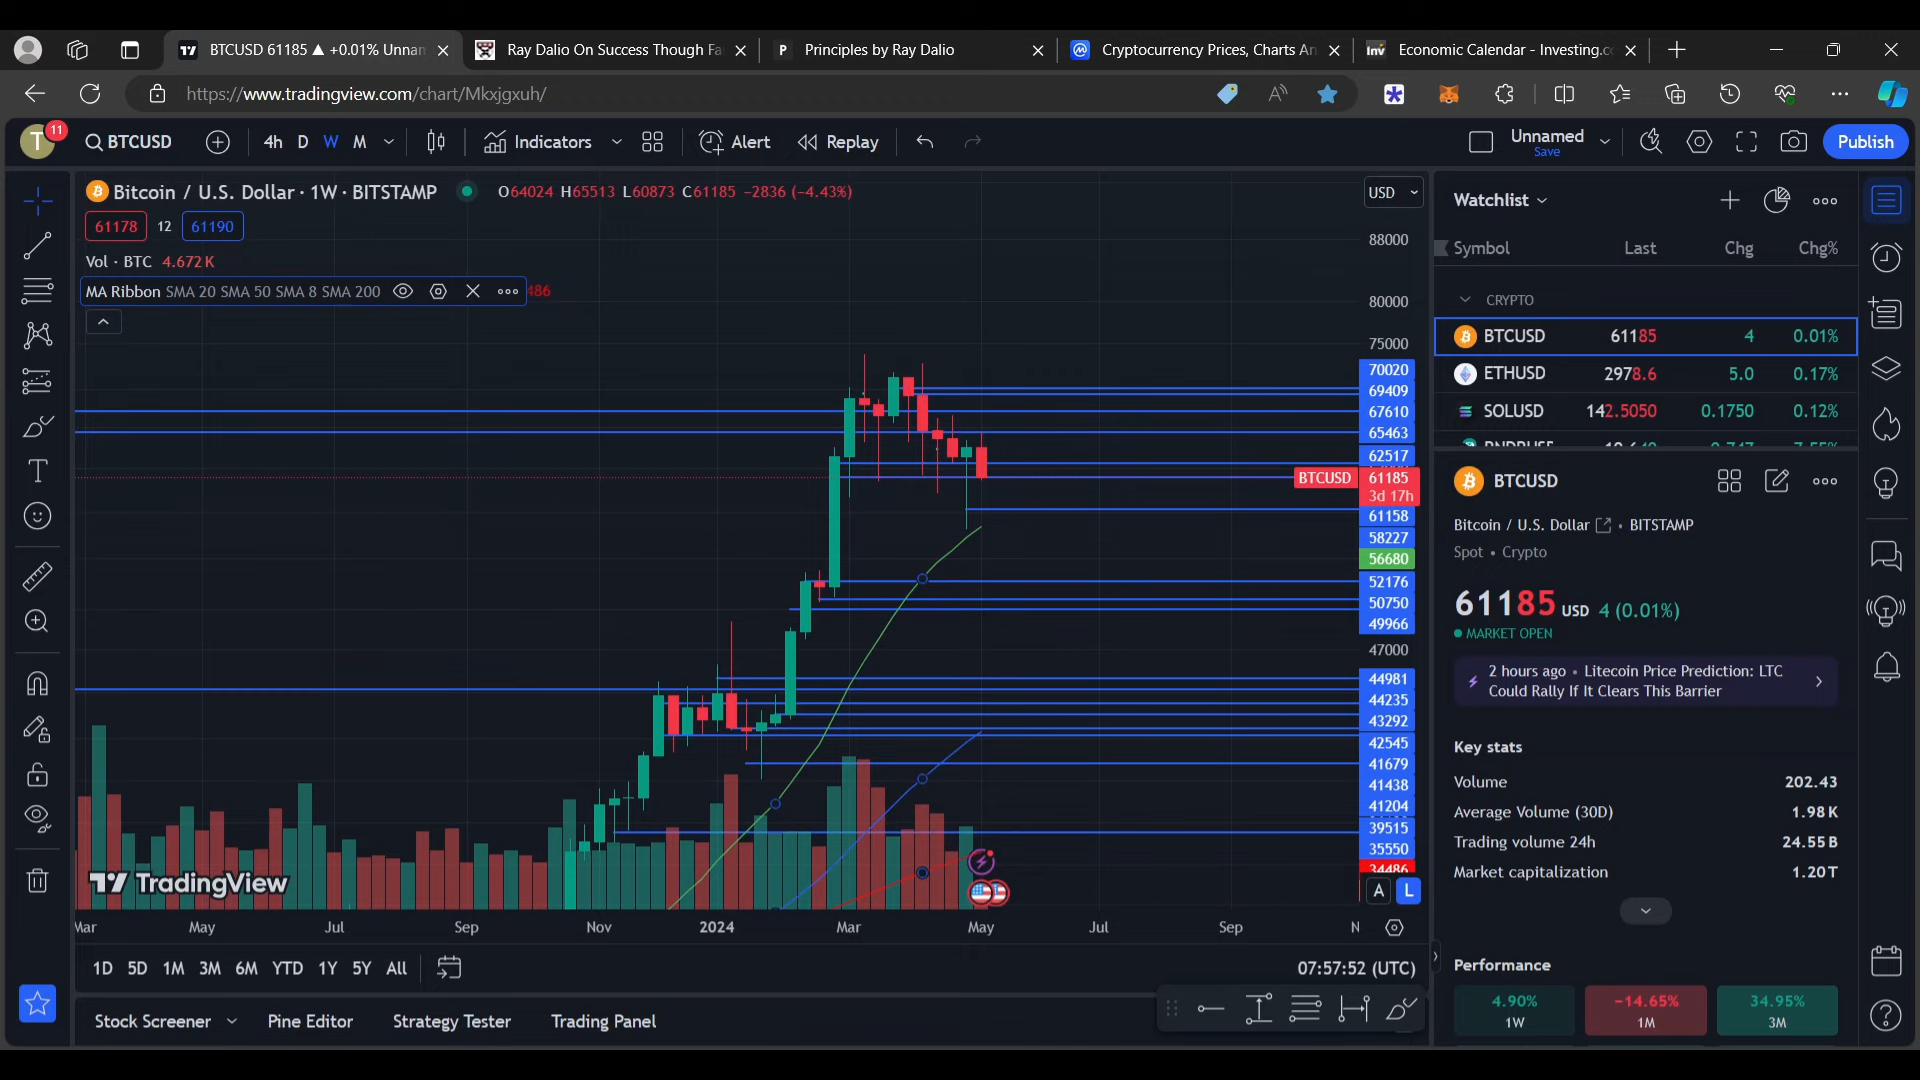 BTCUSD 61185 ▲ +0.01% Unnan
Ray Dalio On Success Though Fa
P Principles by Ray Dalio
Cryptocurrency Prices, Charts An
Inv Economic Calendar - Investing.co
https://www.tradingview.com/chart/Mkxjgxuh/
T 11 BTCUSD 4h D W M Indicators Alert Replay Unnamed Save Publish
Bitcoin / U.S. Dollar · 1W · BITSTAMP O64024 H65513 L60873 C61185 −2836 (−4.43%)
61178 12 61190
Vol · BTC 4.672K
MA Ribbon SMA 20 SMA 50 SMA 8 SMA 200
USD
88000
80000
75000
70020
69409
67610
65463
62517
BTCUSD 61185
3d 17h
61158
58227
56680
52176
50750
49966
47000
44981
44235
43292
42545
41679
41438
41204
39515
35550
34486
A L
TradingView
Mar May Jul Sep Nov 2024 Mar May Jul Sep N
1D 5D 1M 3M 6M YTD 1Y 5Y All
07:57:52 (UTC)
Stock Screener Pine Editor Strategy Tester Trading Panel
Watchlist
Symbol Last Chg Chg%
CRYPTO
BTCUSD 61185 4 0.01%
ETHUSD 2978.6 5.0 0.17%
SOLUSD 142.5050 0.1750 0.12%
BTCUSD
Bitcoin / U.S. Dollar • BITSTAMP
Spot • Crypto
61185 USD 4 (0.01%)
MARKET OPEN
2 hours ago • Litecoin Price Prediction: LTC
Could Rally If It Clears This Barrier
Key stats
Volume 202.43
Average Volume (30D) 1.98K
Trading volume 24h 24.55B
Market capitalization 1.20T
Performance
4.90% −14.65% 34.95%
1W 1M 3M